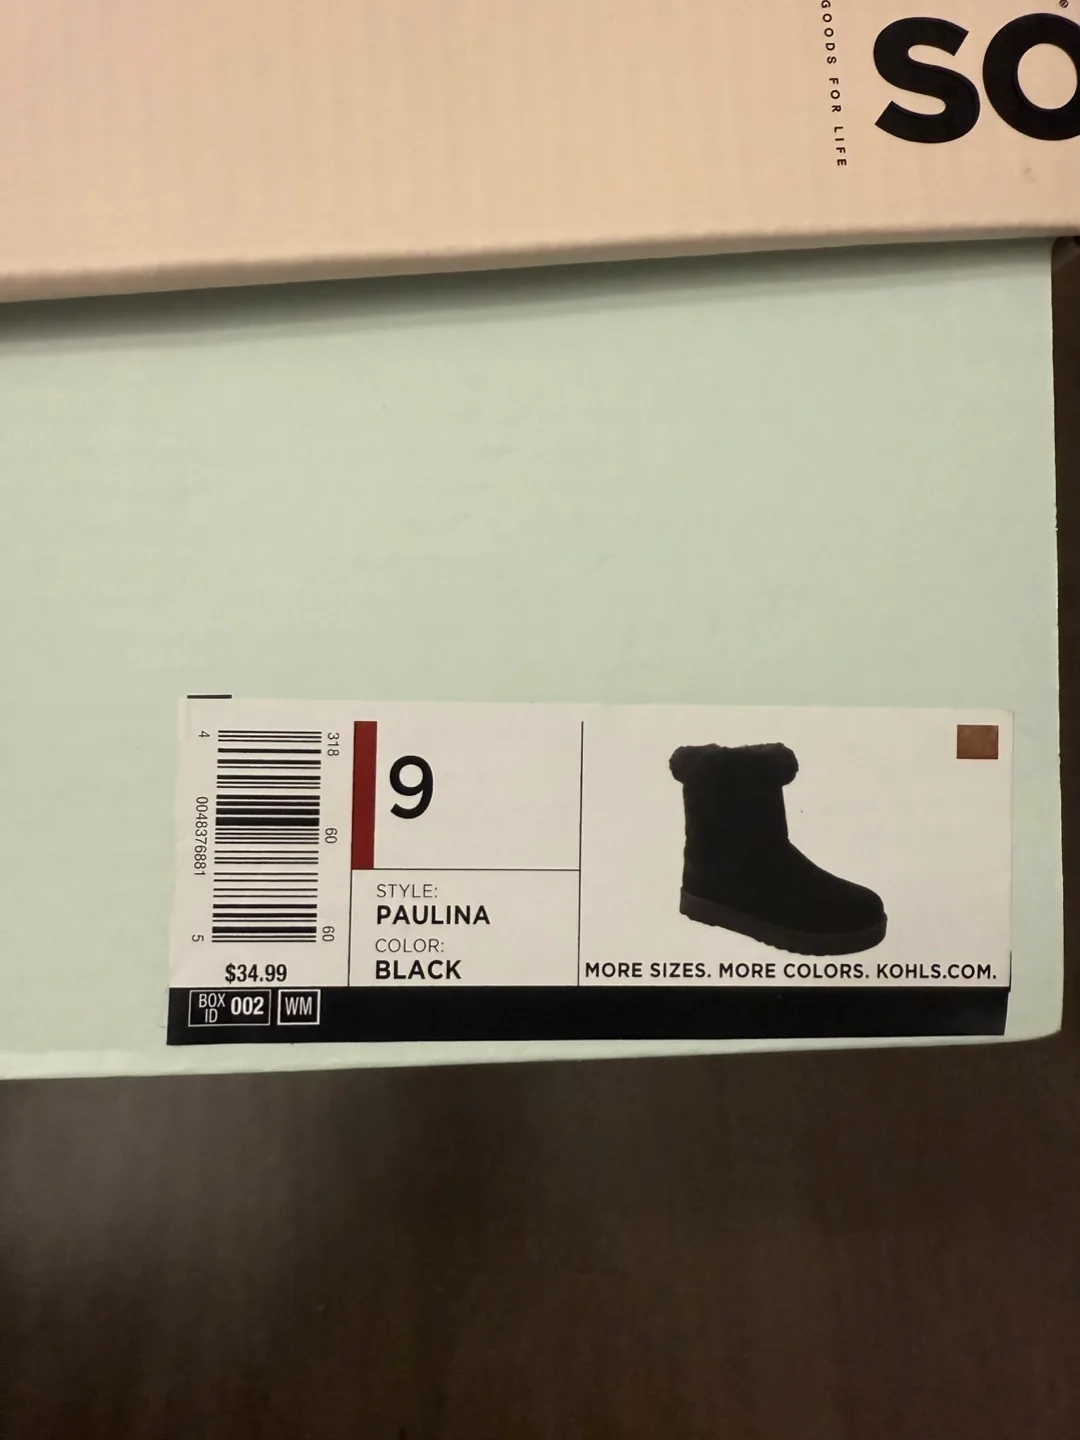 GOODS FOR LIFE
SO®
4
0048376881
5
318
60
60
$34.99
9
STYLE:
PAULINA
COLOR:
BLACK
MORE SIZES. MORE COLORS. KOHLS.COM.
BOX ID 002
WM